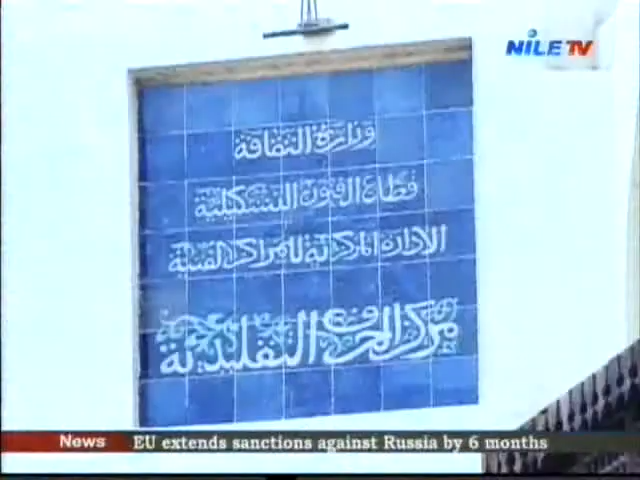 NILE TV
وزارة الثقافة
قطاع الفنون التشكيلية
الادارة المركزية للمراكز الفنية
مركز الحرف التقليدية
News EU extends sanctions against Russia by 6 months